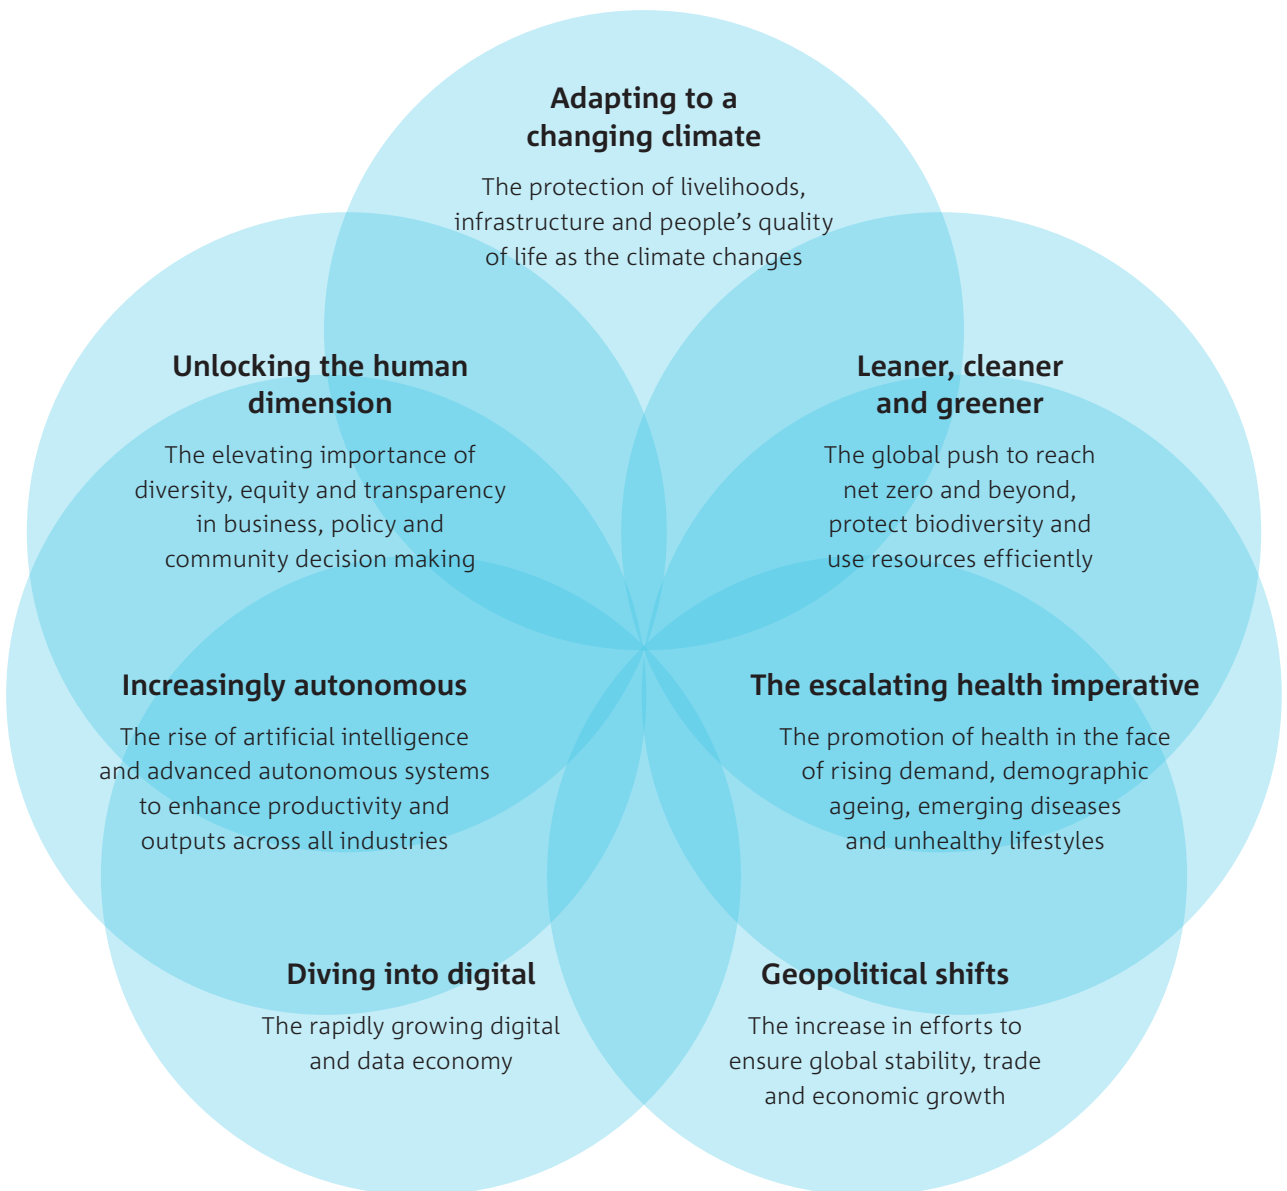 Adapting to a
changing climate
The protection of livelihoods,
infrastructure and people’s quality
of life as the climate changes
Unlocking the human
dimension
The elevating importance of
diversity, equity and transparency
in business, policy and
community decision making
Leaner, cleaner
and greener
The global push to reach
net zero and beyond,
protect biodiversity and
use resources efficiently
Increasingly autonomous
The rise of artificial intelligence
and advanced autonomous systems
to enhance productivity and
outputs across all industries
The escalating health imperative
The promotion of health in the face
of rising demand, demographic
ageing, emerging diseases
and unhealthy lifestyles
Diving into digital
The rapidly growing digital
and data economy
Geopolitical shifts
The increase in efforts to
ensure global stability, trade
and economic growth